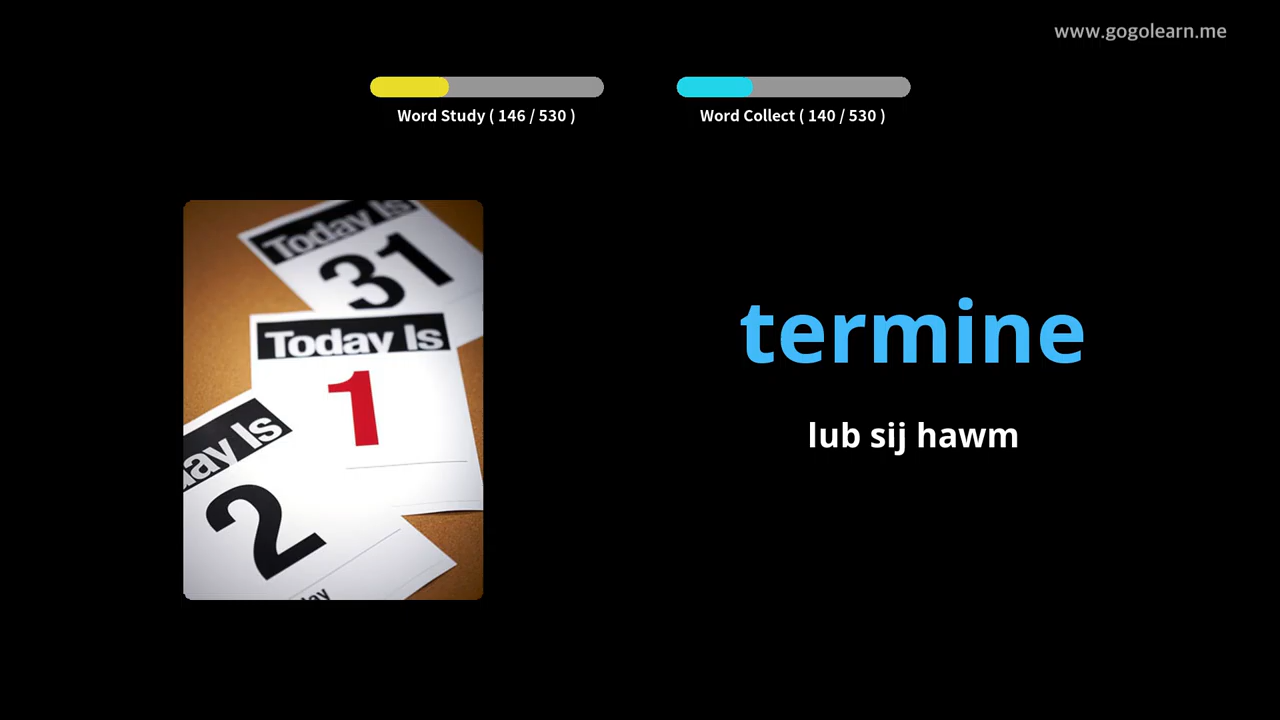 www.gogolearn.me
Word Study ( 146 / 530 )
Word Collect ( 140 / 530 )
Today Is
31
Today Is
1
ay Is
2
termine
lub sij hawm